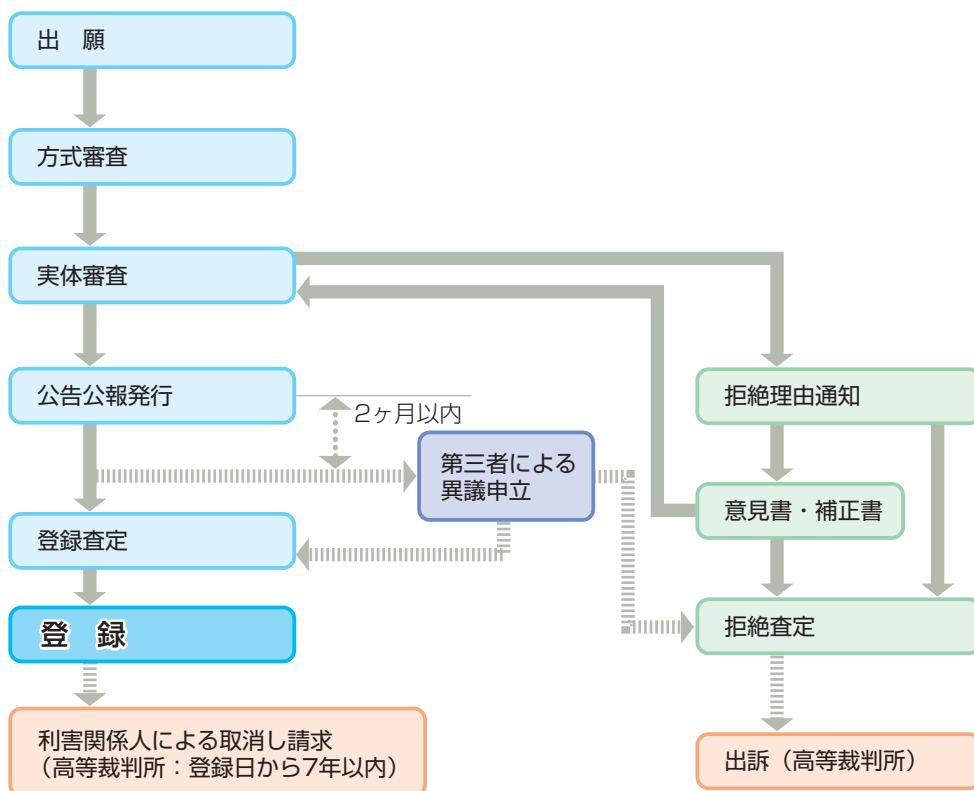 出　願
方式審査
実体審査
公告公報発行
2ヶ月以内
拒絶理由通知
第三者による
異議申立
意見書・補正書
登録査定
登　録
拒絶査定
利害関係人による取消し請求
（高等裁判所：登録日から7年以内）
出訴（高等裁判所）